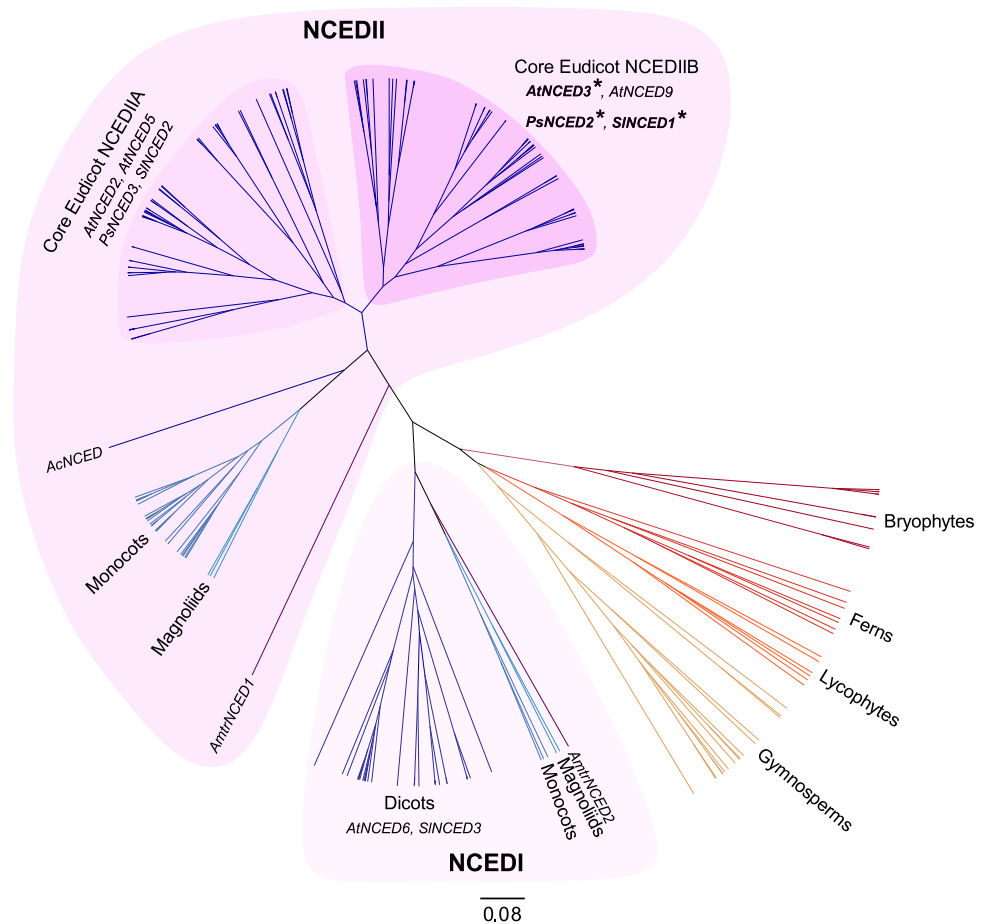 NCEDII
Core Eudicot NCEDIIB
AtNCED3*, AtNCED9
PsNCED2*, SlNCED1*
Core Eudicot NCEDIIA
AtNCED2, AtNCED5
PsNCED3, SlNCED2
AcNCED
Monocots
Magnoliids
AmtrNCED1
Bryophytes
Ferns
Lycophytes
Gymnosperms
AmtrNCED2
Magnoliids
Monocots
Dicots
AtNCED6, SlNCED3
NCEDI
0.08